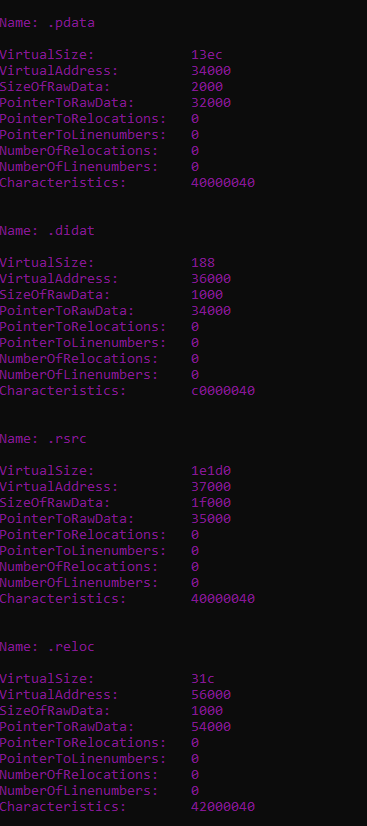 Name: .pdata
VirtualSize: 13ec
VirtualAddress: 34000
SizeOfRawData: 2000
PointerToRawData: 32000
PointerToRelocations: 0
PointerToLinenumbers: 0
NumberOfRelocations: 0
NumberOfLinenumbers: 0
Characteristics: 40000040
Name: .didat
VirtualSize: 188
VirtualAddress: 36000
SizeOfRawData: 1000
PointerToRawData: 34000
PointerToRelocations: 0
PointerToLinenumbers: 0
NumberOfRelocations: 0
NumberOfLinenumbers: 0
Characteristics: c0000040
Name: .rsrc
VirtualSize: 1e1d0
VirtualAddress: 37000
SizeOfRawData: 1f000
PointerToRawData: 35000
PointerToRelocations: 0
PointerToLinenumbers: 0
NumberOfRelocations: 0
NumberOfLinenumbers: 0
Characteristics: 40000040
Name: .reloc
VirtualSize: 31c
VirtualAddress: 56000
SizeOfRawData: 1000
PointerToRawData: 54000
PointerToRelocations: 0
PointerToLinenumbers: 0
NumberOfRelocations: 0
NumberOfLinenumbers: 0
Characteristics: 42000040